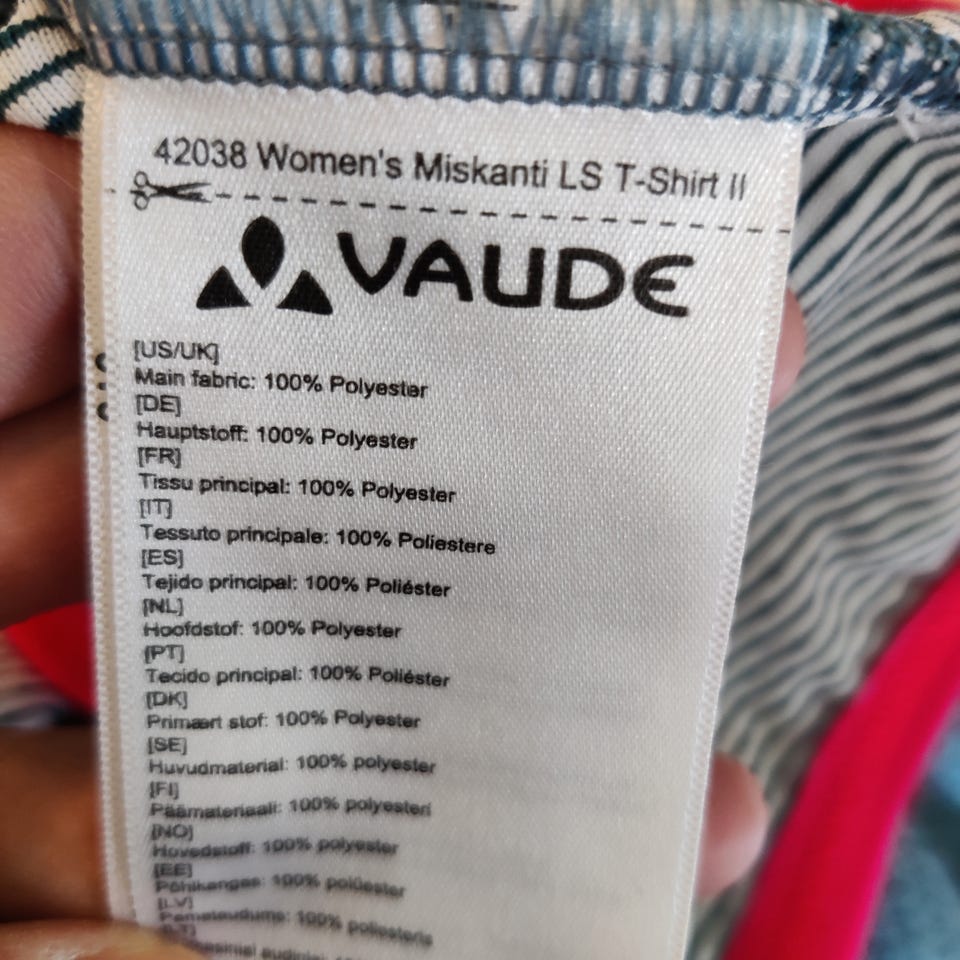 42038 Women's Miskanti LS T-Shirt II
VAUDE
[US/UK]
Main fabric: 100% Polyester
[DE]
Hauptstoff: 100% Polyester
[FR]
Tissu principal: 100% Polyester
[IT]
Tessuto principale: 100% Poliestere
[ES]
Tejido principal: 100% Poliéster
[NL]
Hoofdstof: 100% Polyester
[PT]
Tecido principal: 100% Poliéster
[DK]
Primært stof: 100% Polyester
[SE]
Huvudmaterial: 100% polyester
[FI]
Päämateriaali: 100% polyesteri
[NO]
Hovedstoff: 100% polyester
[EE]
Põhikangas: 100% polüester
[LV]
Pamataudums: 100% poliesteris